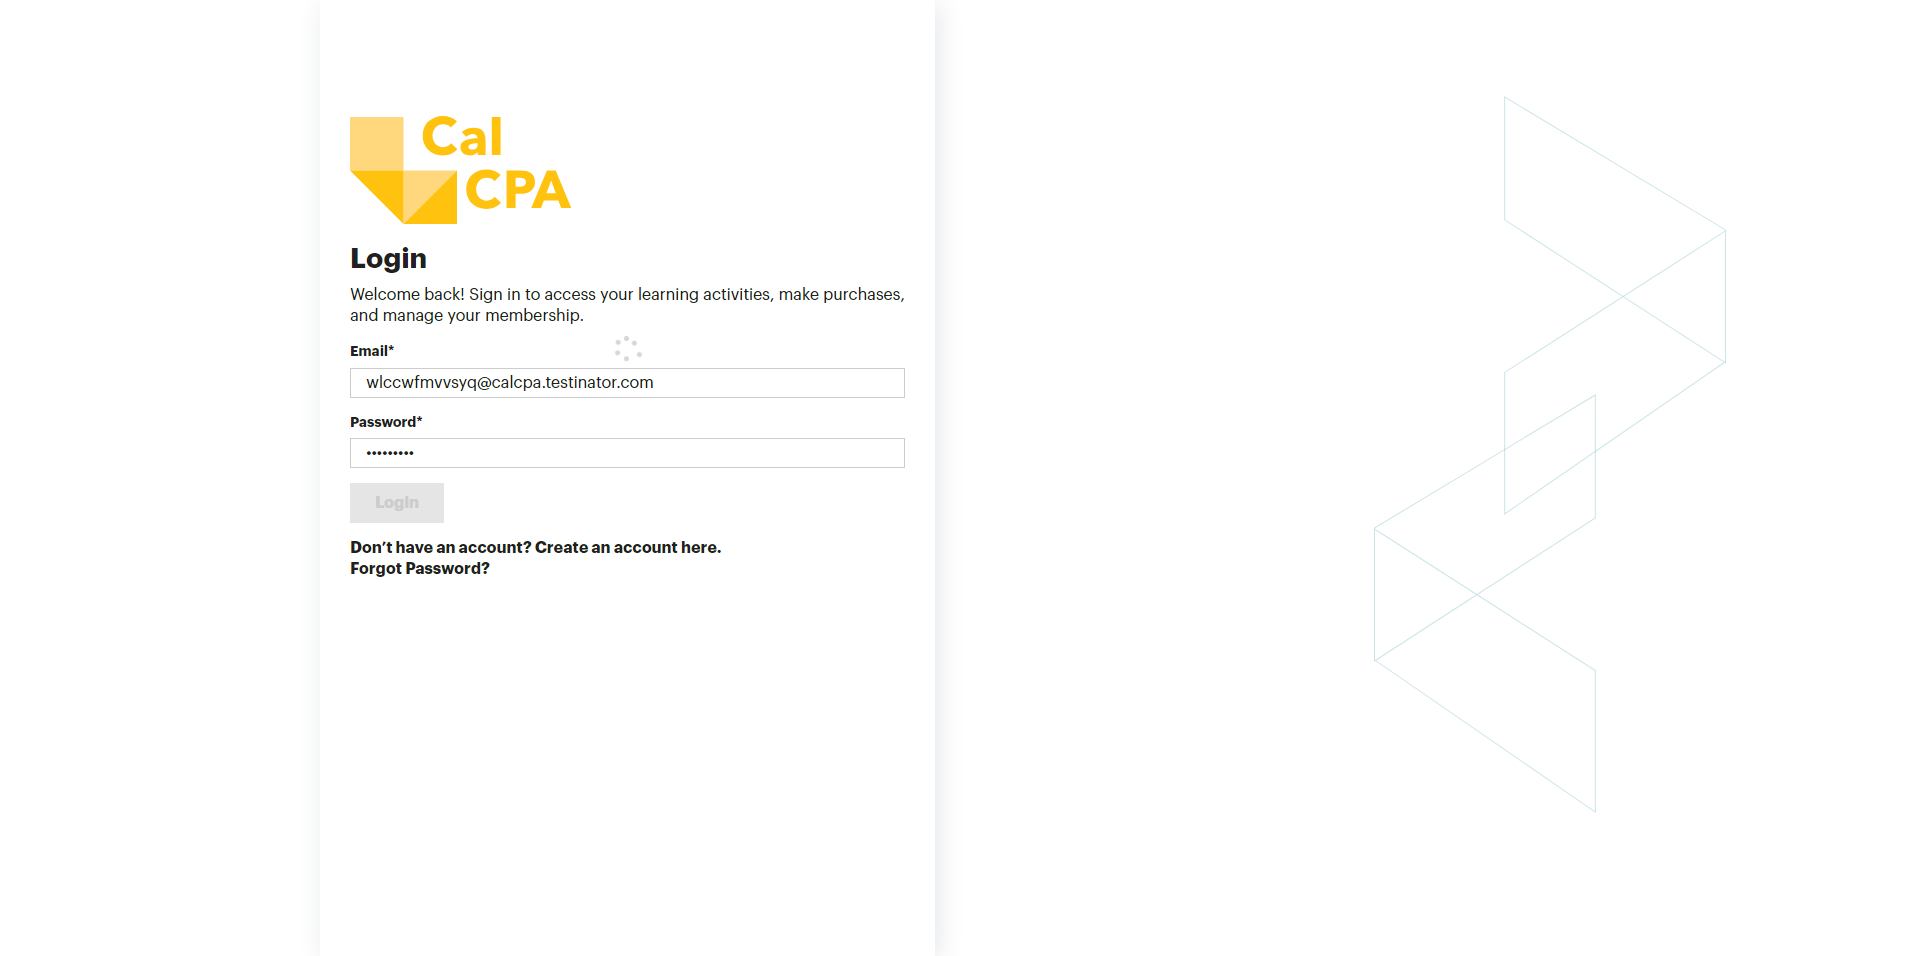 Cal
CPA
Login
Welcome back! Sign in to access your learning activities, make purchases,
and manage your membership.
Email*
wlccwfmvvsyq@calcpa.testinator.com
Password*
•••••••••
Login
Don’t have an account? Create an account here.
Forgot Password?